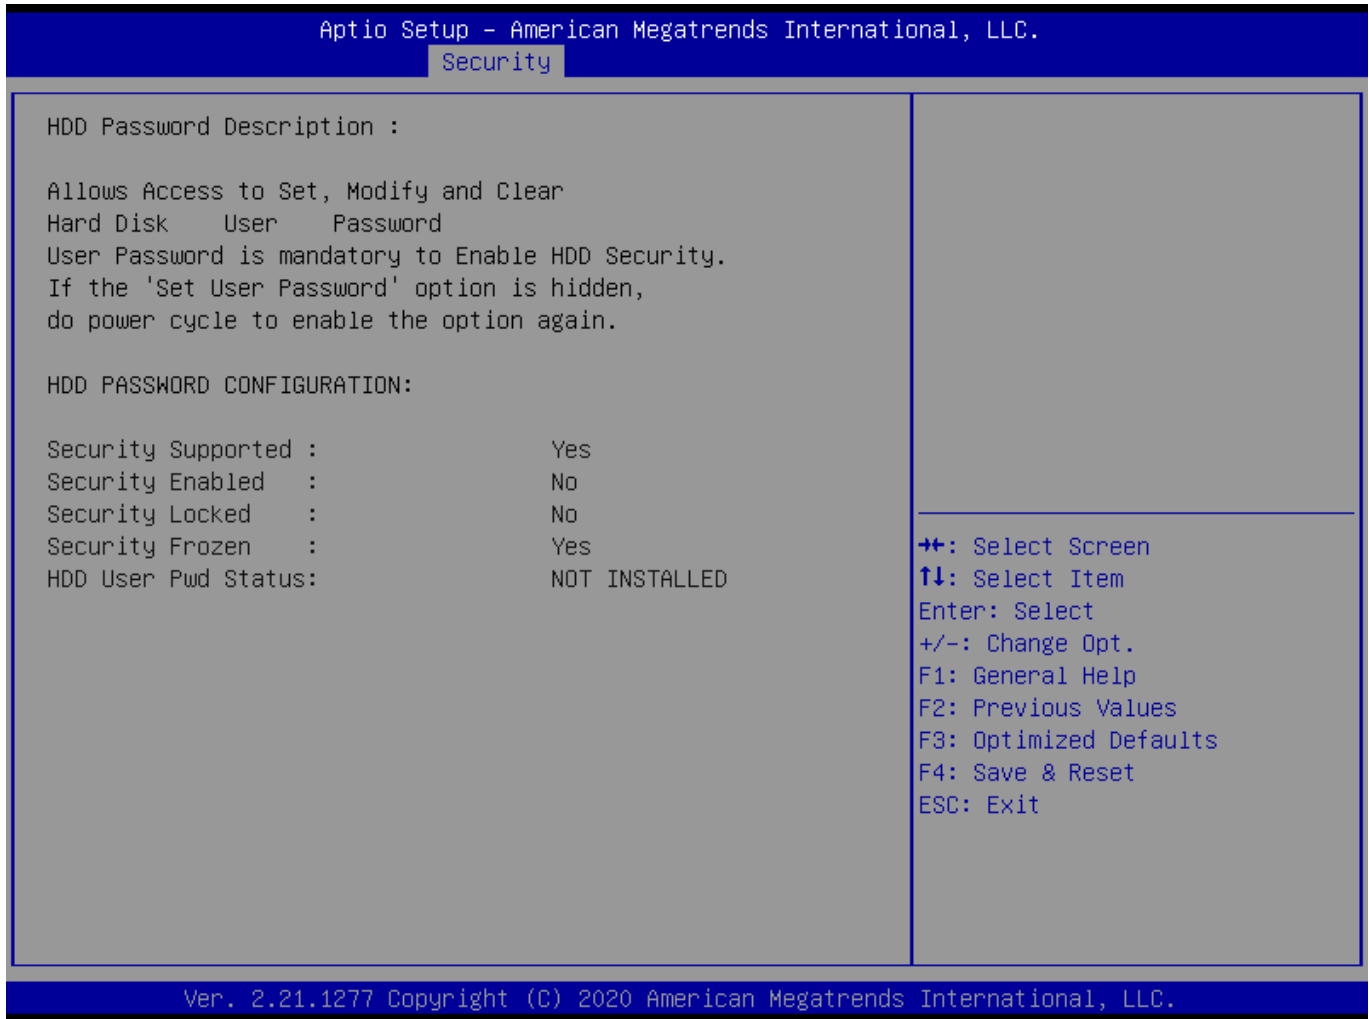 Aptio Setup – American Megatrends International, LLC.
Security
HDD Password Description :
Allows Access to Set, Modify and Clear
Hard Disk    User    Password
User Password is mandatory to Enable HDD Security.
If the 'Set User Password' option is hidden,
do power cycle to enable the option again.
HDD PASSWORD CONFIGURATION:
Security Supported :    Yes
Security Enabled   :    No
Security Locked    :    No
Security Frozen    :    Yes
HDD User Pwd Status:    NOT INSTALLED
→←: Select Screen
↑↓: Select Item
Enter: Select
+/-: Change Opt.
F1: General Help
F2: Previous Values
F3: Optimized Defaults
F4: Save & Reset
ESC: Exit
Ver. 2.21.1277 Copyright (C) 2020 American Megatrends International, LLC.